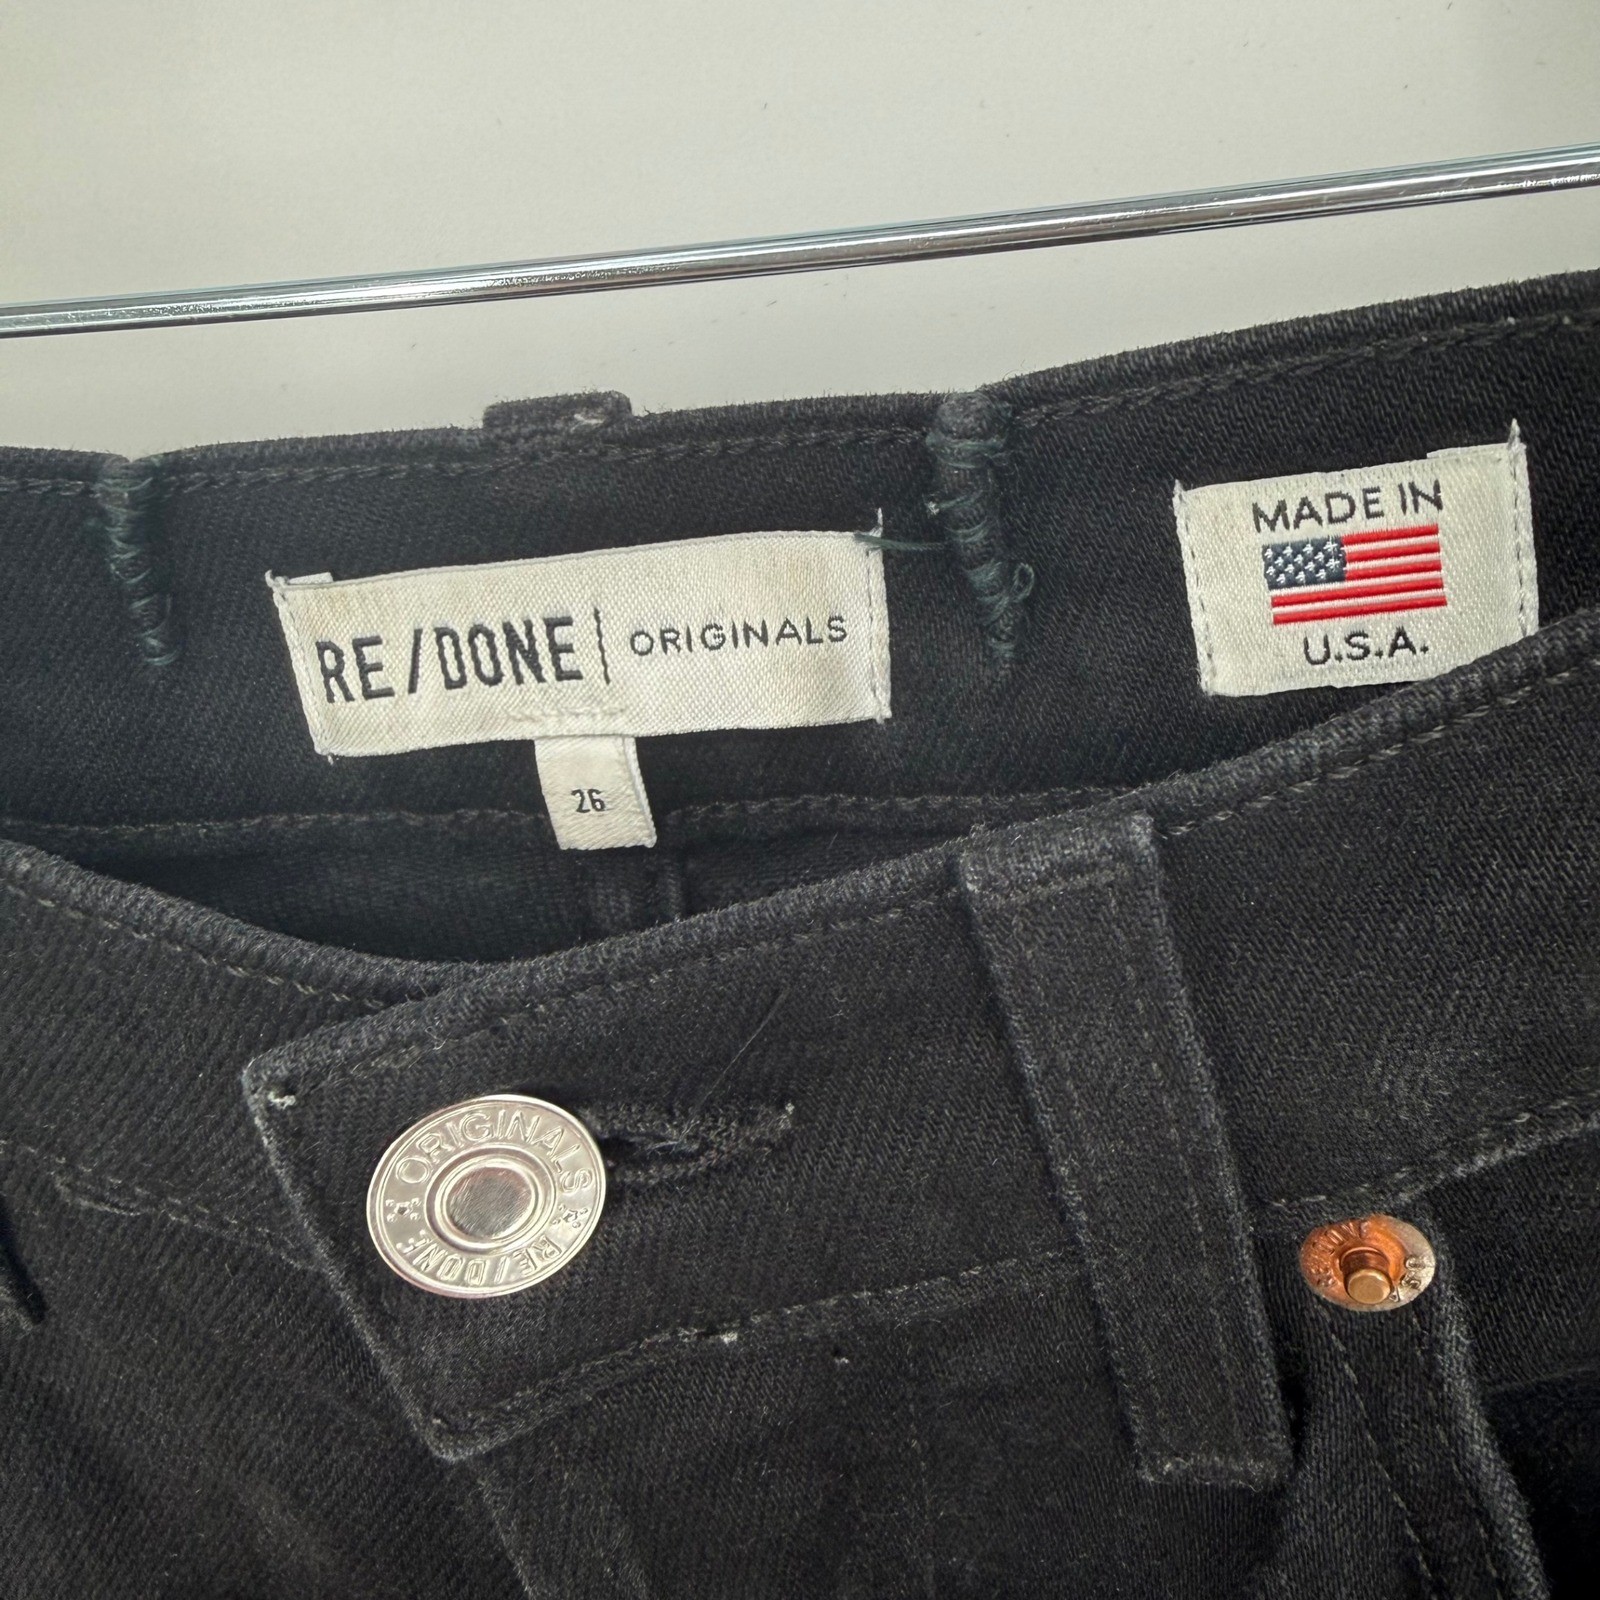 RE/DONE | ORIGINALS
26
MADE IN
U.S.A.
ORIGINALS
RE/DONE